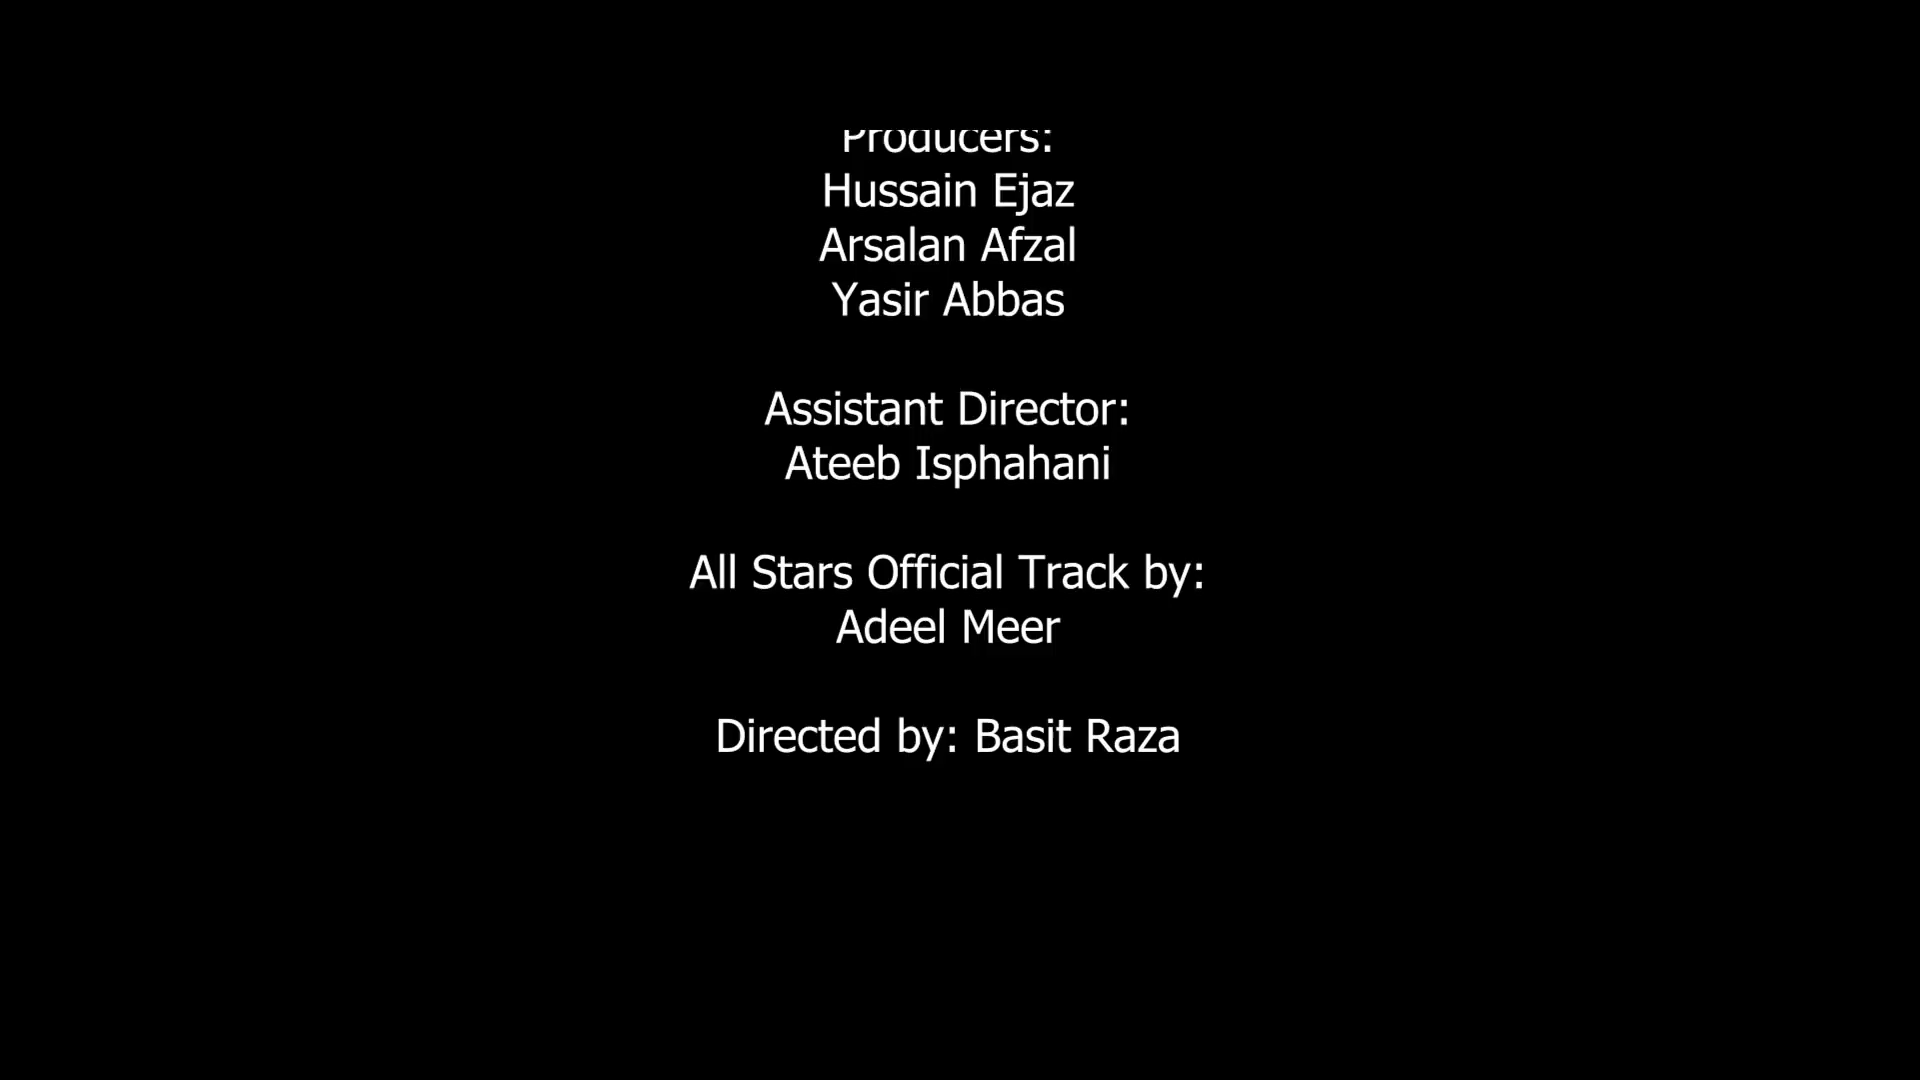 Producers:
Hussain Ejaz
Arsalan Afzal
Yasir Abbas
Assistant Director:
Ateeb Isphahani
All Stars Official Track by:
Adeel Meer
Directed by: Basit Raza